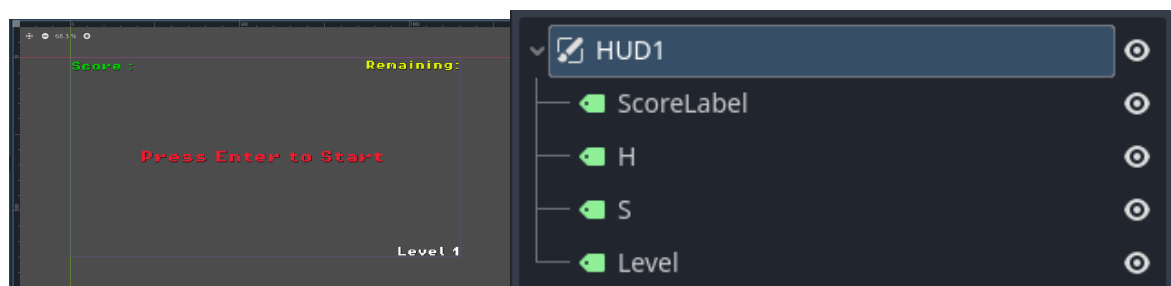 68.3 %
Score :
Remaining:
Press Enter to Start
Level 1
HUD1
ScoreLabel
H
S
Level